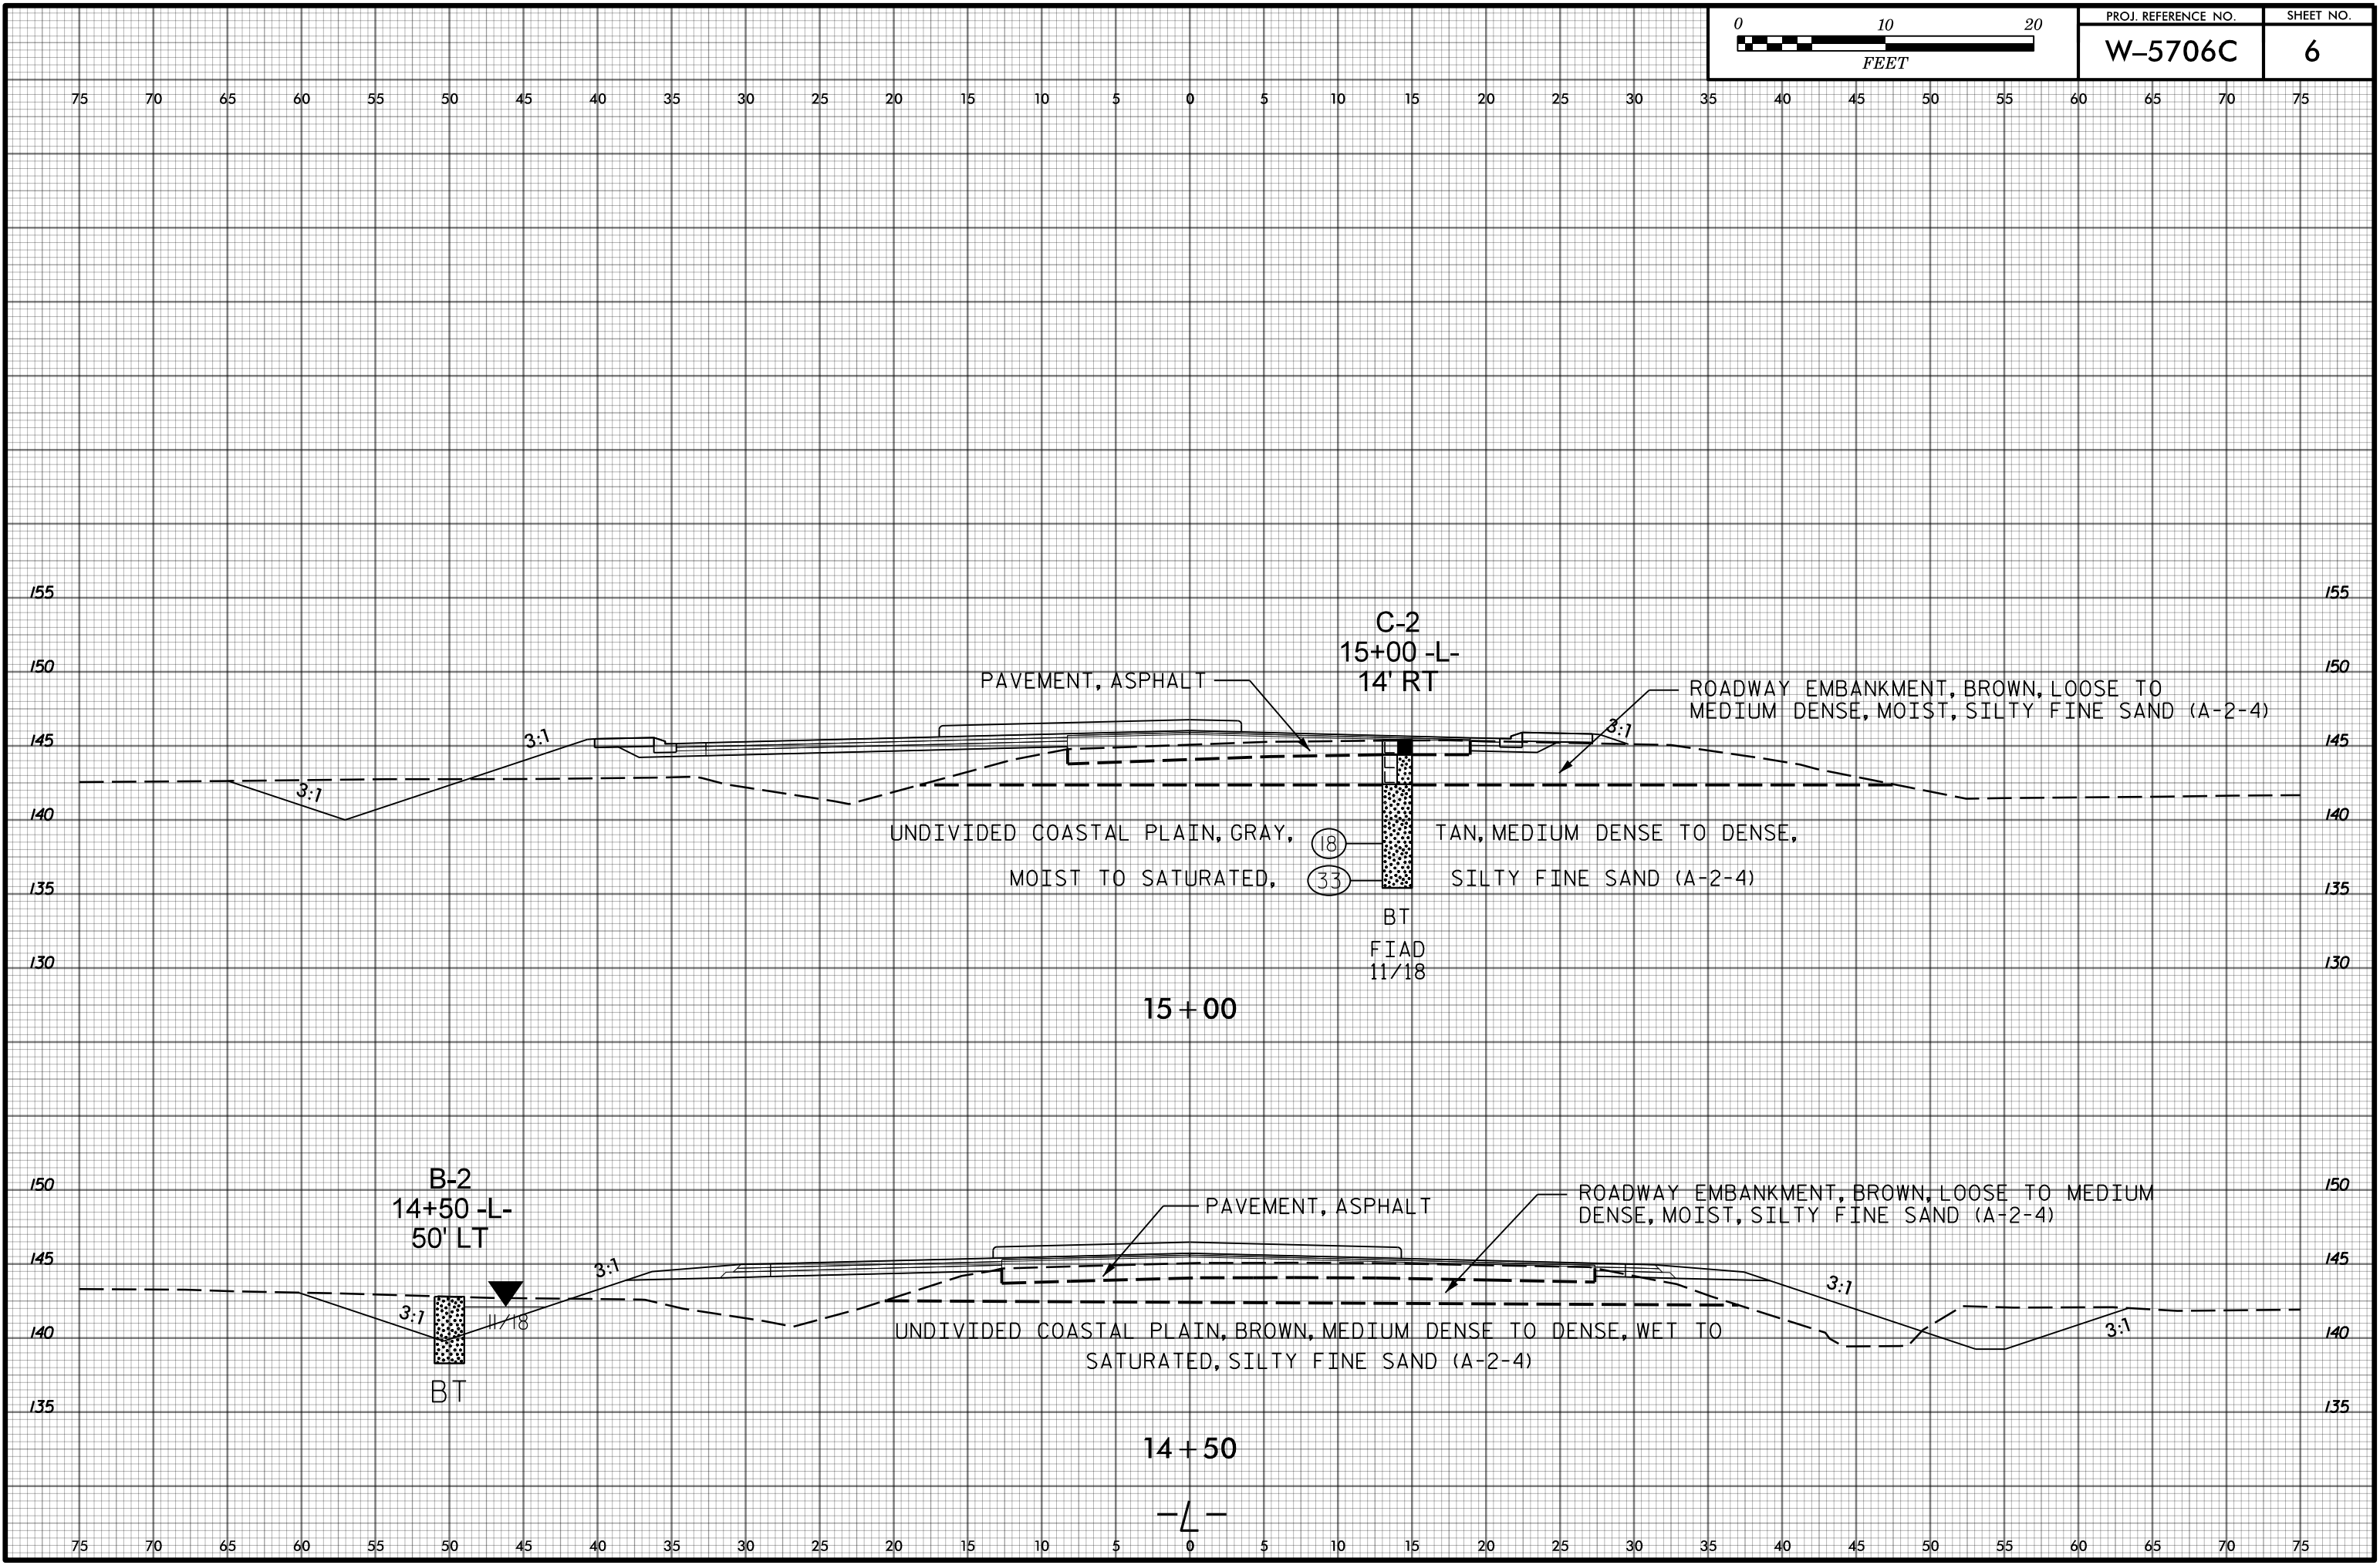 0 10 20
FEET
PROJ. REFERENCE NO.
SHEET NO.
W–5706C
6
75 70 65 60 55 50 45 40 35 30 25 20 15 10 5 0 5 10 15 20 25 30 35 40 45 50 55 60 65 70 75
155 155
C-2
15+00 -L-
14' RT
150 150
PAVEMENT, ASPHALT
ROADWAY EMBANKMENT, BROWN, LOOSE TO
MEDIUM DENSE, MOIST, SILTY FINE SAND (A-2-4)
3:1
3:1
145 145
3:1
140 140
UNDIVIDED COASTAL PLAIN, GRAY, 18 TAN, MEDIUM DENSE TO DENSE,
MOIST TO SATURATED, 33 SILTY FINE SAND (A-2-4)
135 135
BT
FIAD
11/18
130 130
15+00
B-2
14+50 -L-
50' LT
150 150
PAVEMENT, ASPHALT
ROADWAY EMBANKMENT, BROWN, LOOSE TO MEDIUM
DENSE, MOIST, SILTY FINE SAND (A-2-4)
145 145
3:1
3:1
3:1
11/18
3:1
140 140
UNDIVIDED COASTAL PLAIN, BROWN, MEDIUM DENSE TO DENSE, WET TO
SATURATED, SILTY FINE SAND (A-2-4)
BT
135 135
14+50
-L-
75 70 65 60 55 50 45 40 35 30 25 20 15 10 5 0 5 10 15 20 25 30 35 40 45 50 55 60 65 70 75